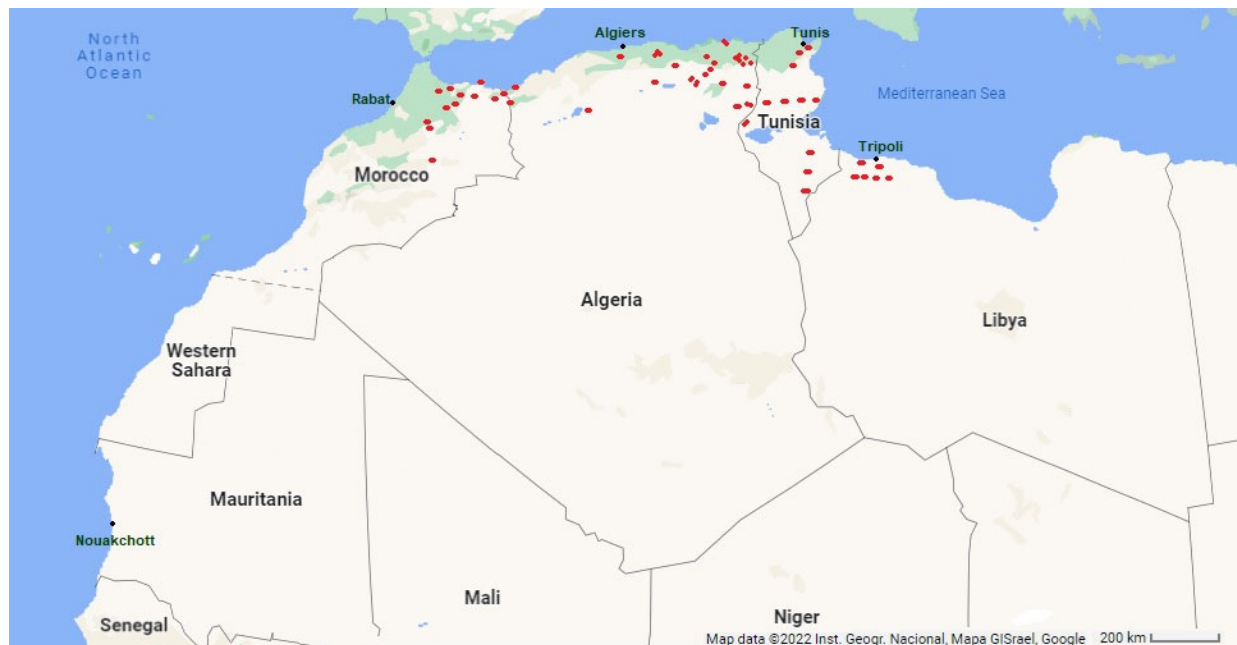 North
Atlantic
Ocean
Algiers
Tunis
Rabat
Mediterranean Sea
Tunisia
Tripoli
Morocco
Algeria
Libya
Western
Sahara
Mauritania
Nouakchott
Mali
Niger
Senegal
Map data ©2022 Inst. Geogr. Nacional, Mapa GISrael, Google 200 km